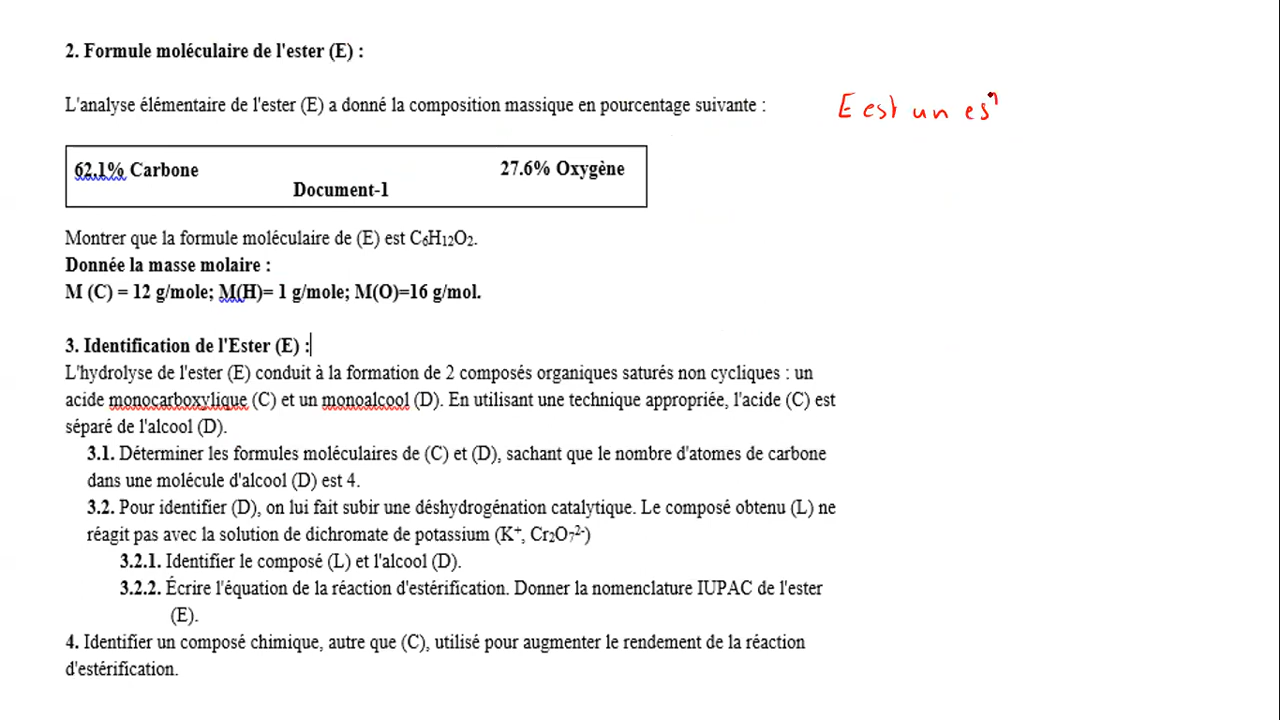 2. Formule moléculaire de l'ester (E) :
L'analyse élémentaire de l'ester (E) a donné la composition massique en pourcentage suivante :
E est un es
62.1% Carbone 27.6% Oxygène
Document-1
Montrer que la formule moléculaire de (E) est C₆H₁₂O₂.
Donnée la masse molaire :
M (C) = 12 g/mole; M(H)= 1 g/mole; M(O)=16 g/mol.
3. Identification de l'Ester (E) :
L'hydrolyse de l'ester (E) conduit à la formation de 2 composés organiques saturés non cycliques : un
acide monocarboxylique (C) et un monoalcool (D). En utilisant une technique appropriée, l'acide (C) est
séparé de l'alcool (D).
3.1. Déterminer les formules moléculaires de (C) et (D), sachant que le nombre d'atomes de carbone
dans une molécule d'alcool (D) est 4.
3.2. Pour identifier (D), on lui fait subir une déshydrogénation catalytique. Le composé obtenu (L) ne
réagit pas avec la solution de dichromate de potassium (K⁺, Cr₂O₇²⁻)
3.2.1. Identifier le composé (L) et l'alcool (D).
3.2.2. Écrire l'équation de la réaction d'estérification. Donner la nomenclature IUPAC de l'ester
(E).
4. Identifier un composé chimique, autre que (C), utilisé pour augmenter le rendement de la réaction
d'estérification.